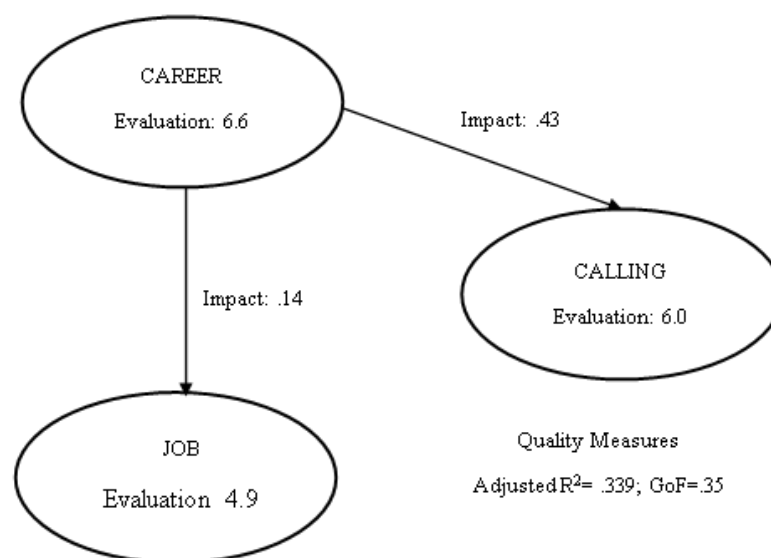 CAREER
Evaluation: 6.6
Impact: .43
CALLING
Evaluation: 6.0
Impact: .14
JOB
Evaluation 4.9
Quality Measures
Adjusted R²= .339; GoF=.35